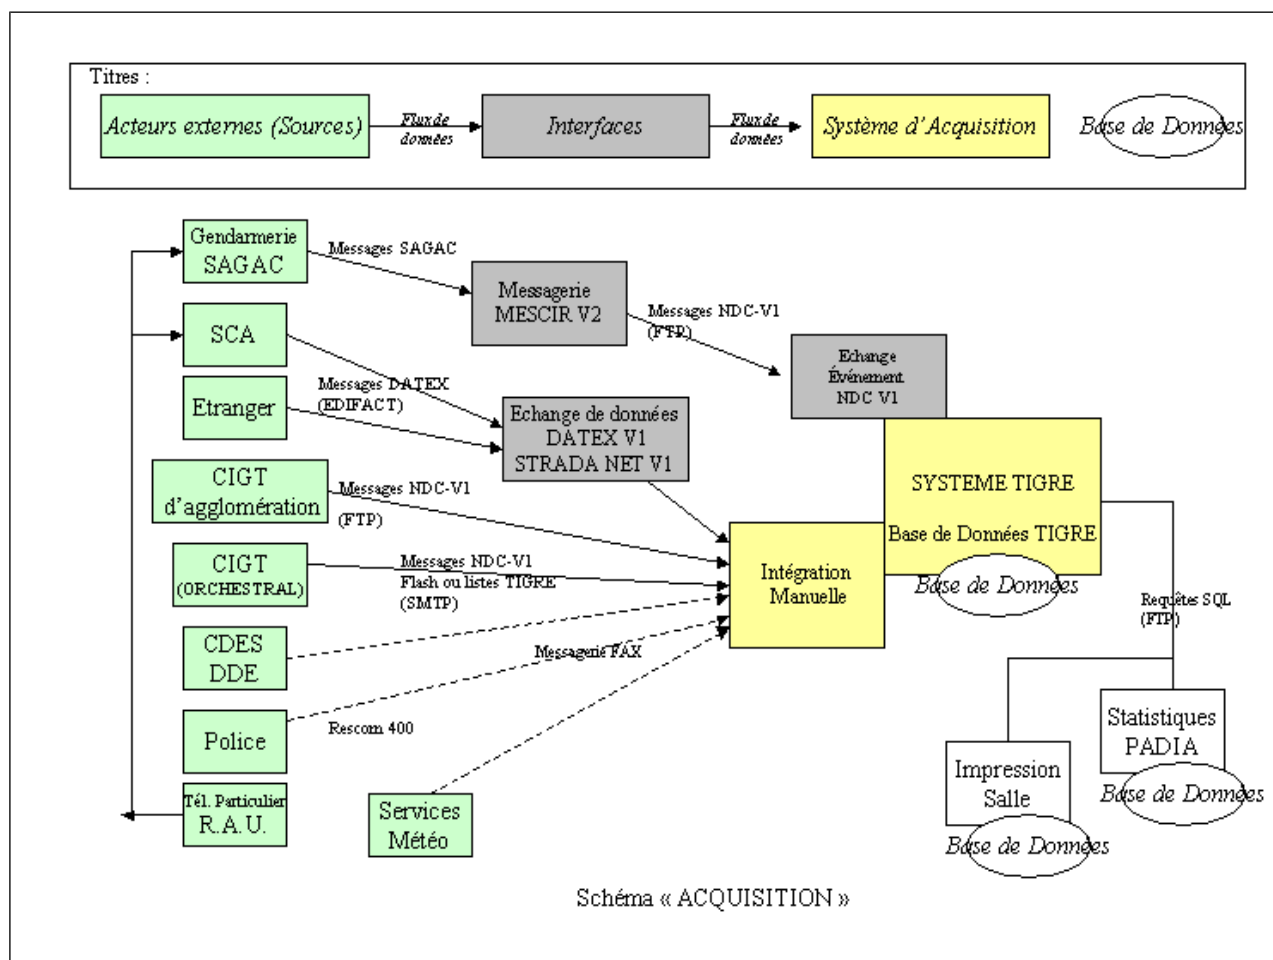 Titres :
Acteurs externes (Sources)
Flux de
données
Interfaces
Flux de
données
Système d'Acquisition
Base de Données
Gendarmerie
SAGAC
Messages SAGAC
Messagerie
MESCIR V2
Messages NDC-V1
(FTP)
Echange
Événement
NDC V1
SCA
Etranger
Messages DATEX
(EDIFACT)
Echange de données
DATEX V1
STRADA NET V1
SYSTEME TIGRE
Base de Données TIGRE
Base de Données
CIGT
d'agglomération
Messages NDC-V1
(FTP)
CIGT
(ORCHESTRAL)
Messages NDC-V1
Flash ou listes TIGRE
(SMTP)
Intégration
Manuelle
Requêtes SQL
(FTP)
CDES
DDE
Messagerie FAX
Police
Rescom 400
Tél. Particulier
R.A.U.
Services
Météo
Impression
Salle
Base de Données
Statistiques
PADIA
Base de Données
Schéma « ACQUISITION »